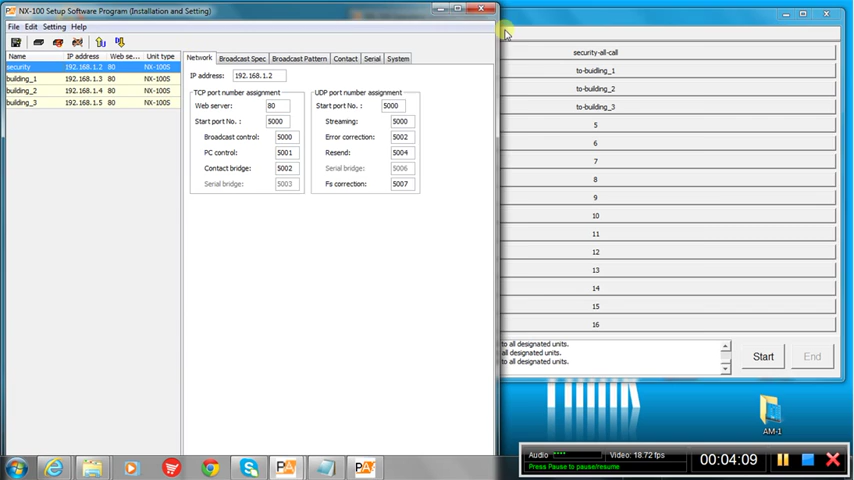 NX-100 Setup Software Program (Installation and Setting)
File Edit Setting Help
Name IP address Web se... Unit type
security 192.168.1.2 80 NX-100S
building_1 192.168.1.3 80 NX-100S
building_2 192.168.1.4 80 NX-100S
building_3 192.168.1.5 80 NX-100S
Network Broadcast Spec Broadcast Pattern Contact Serial System
IP address: 192.168.1.2
TCP port number assignment
Web server: 80
Start port No. : 5000
Broadcast control: 5000
PC control: 5001
Contact bridge: 5002
Serial bridge: 5003
UDP port number assignment
Start port No. : 5000
Streaming: 5000
Error correction: 5002
Resend: 5004
Serial bridge: 5006
Fs correction: 5007
security-all-call
to-buidling_1
to-building_2
to-building_3
5
6
7
8
9
10
11
12
13
14
15
16
to all designated units.
all designated units.
to all designated units.
Start End
AM-1
Audio Video: 18.72 fps
Press Pause to pause/resume
00:04:09